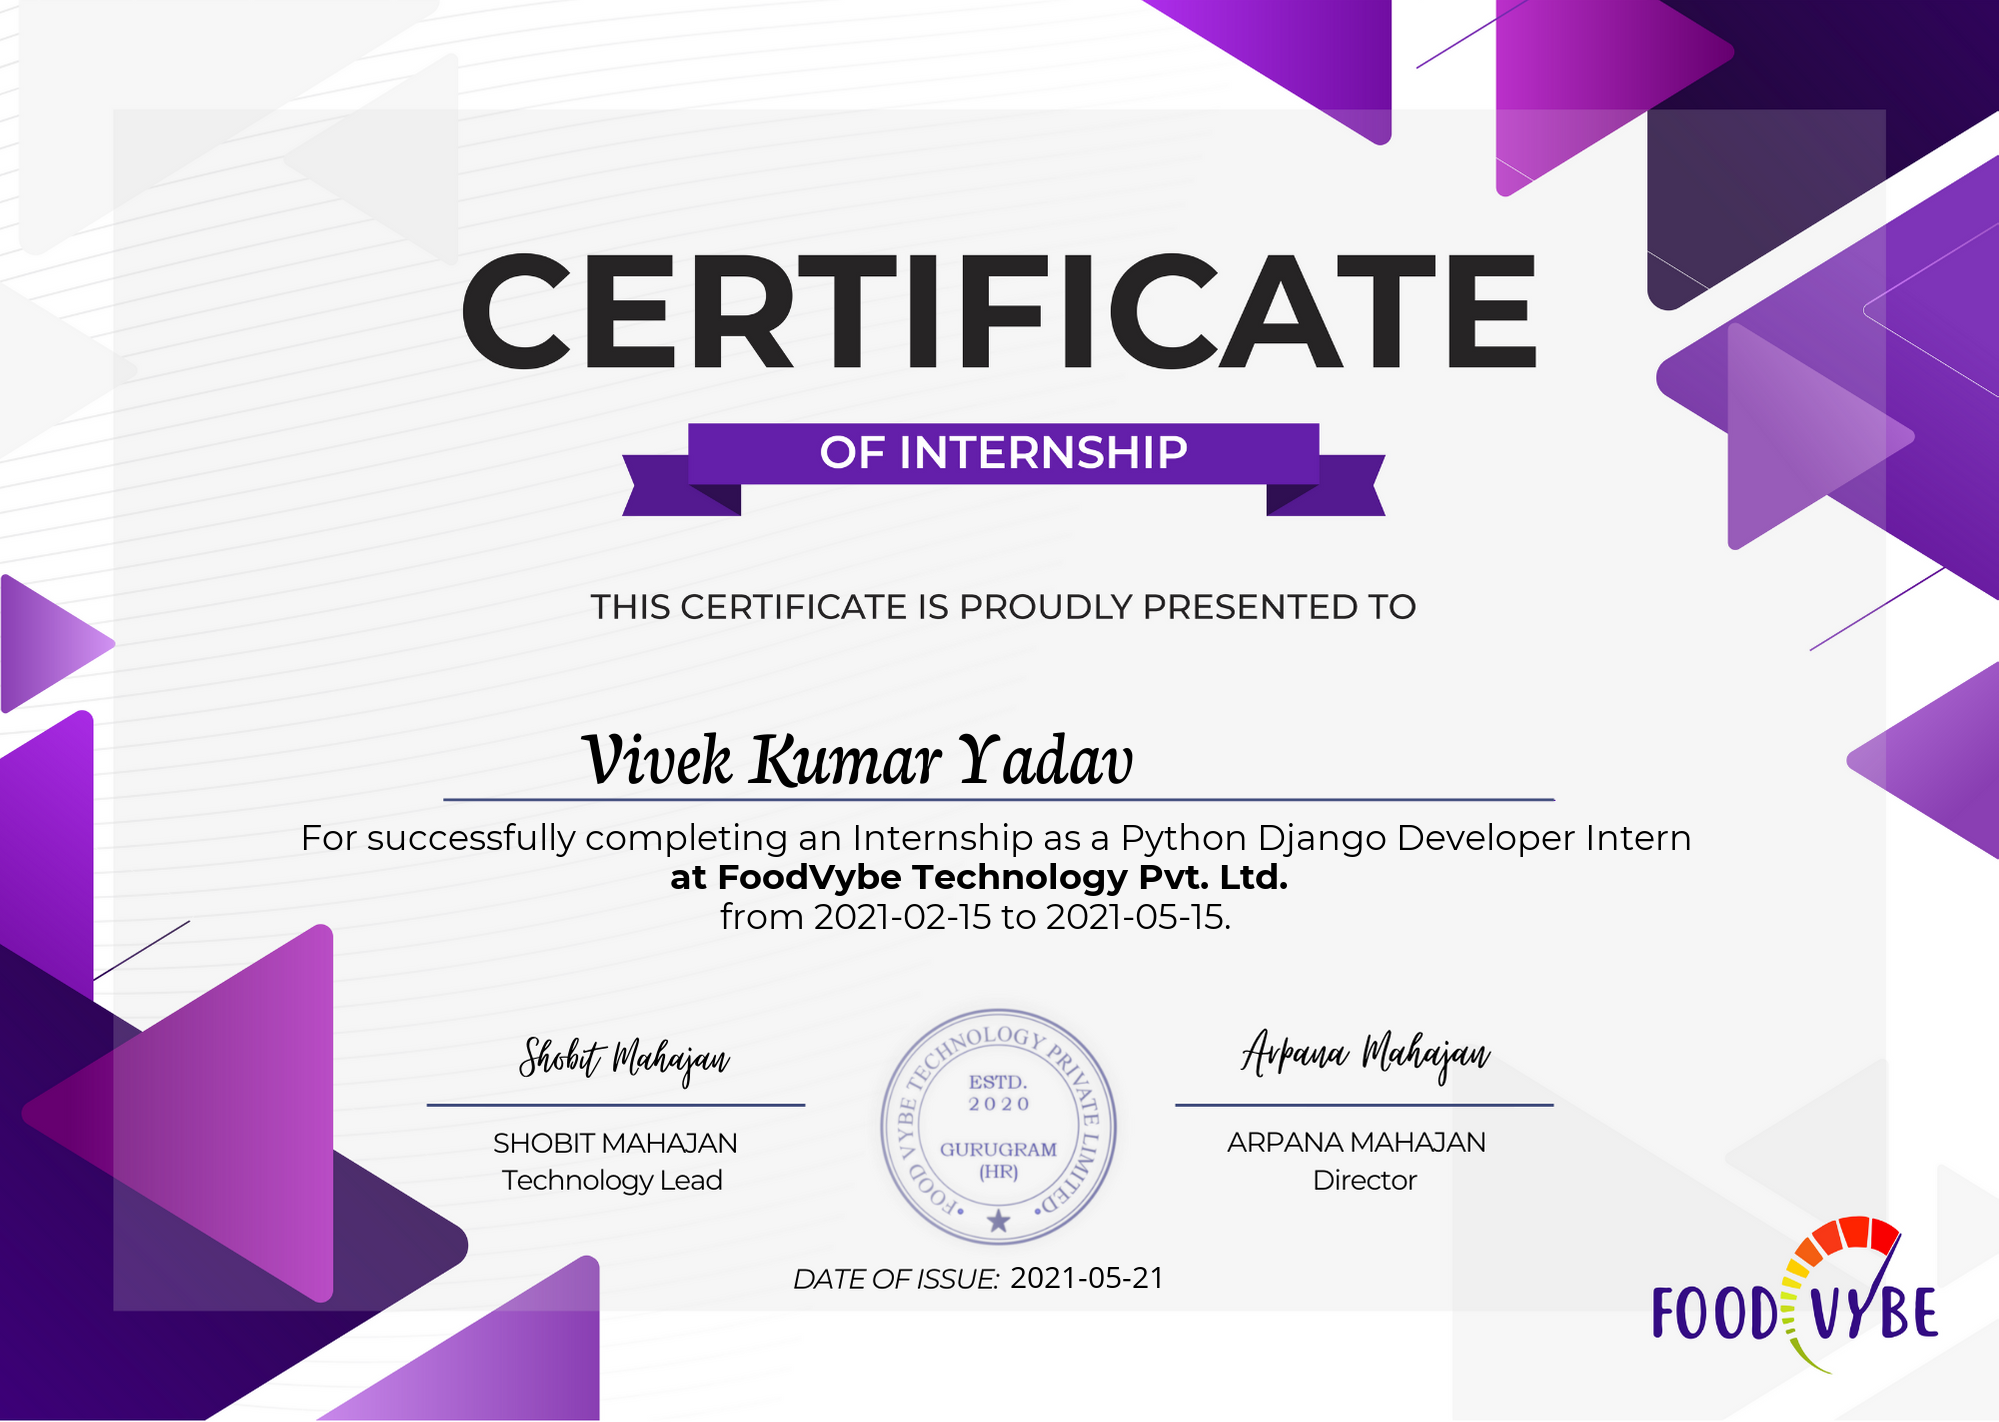 CERTIFICATE
OF INTERNSHIP
THIS CERTIFICATE IS PROUDLY PRESENTED TO
Vivek Kumar Yadav
For successfully completing an Internship as a Python Django Developer Intern
at FoodVybe Technology Pvt. Ltd.
from 2021-02-15 to 2021-05-15.
Shobit Mahajan
SHOBIT MAHAJAN
Technology Lead
FOOD VYBE TECHNOLOGY PRIVATE LIMITED
ESTD.
2020
GURUGRAM
(HR)
Arpana Mahajan
ARPANA MAHAJAN
Director
DATE OF ISSUE: 2021-05-21
FOOD VYBE